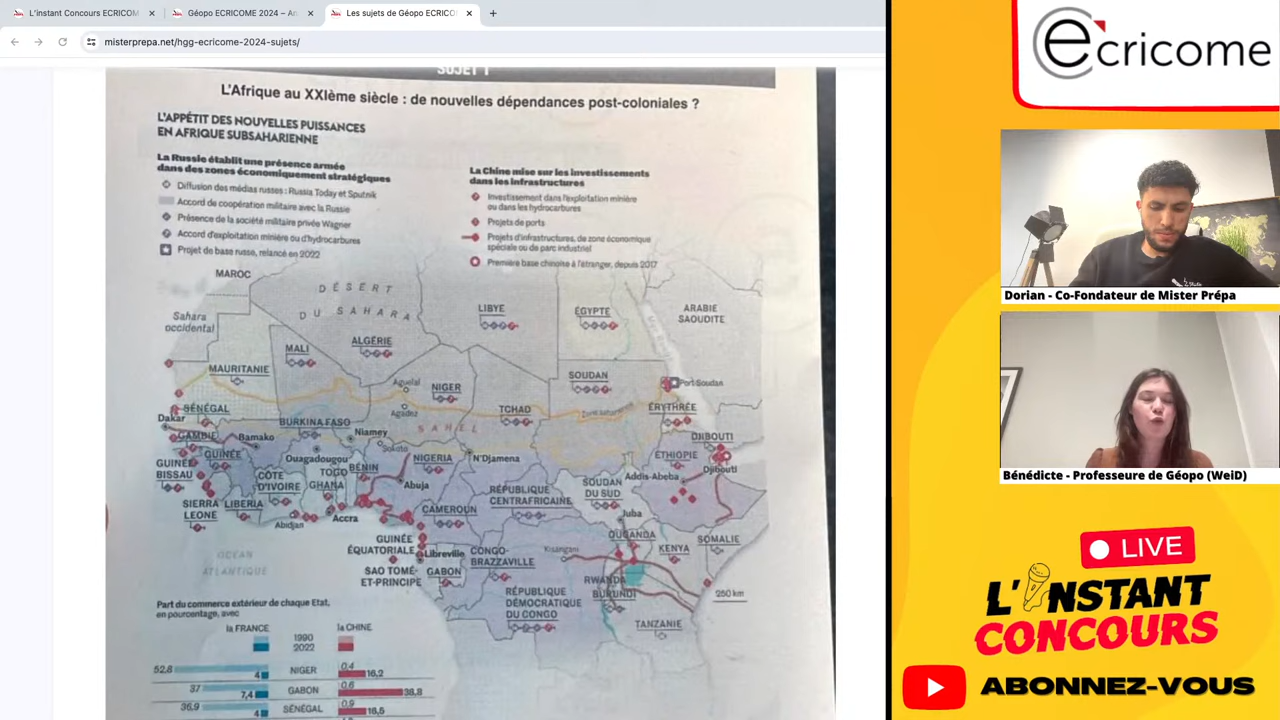 L'instant Concours ECRICOM
Géopo ECRICOME 2024 – An
Les sujets de Géopo ECRICO
misterprepa.net/hgg-ecricome-2024-sujets/
SUJET 1
L'Afrique au XXIème siècle : de nouvelles dépendances post-coloniales ?
L'APPÉTIT DES NOUVELLES PUISSANCES
EN AFRIQUE SUBSAHARIENNE
La Russie établit une présence armée
dans des zones économiquement stratégiques
Diffusion des médias russes : Russia Today et Sputnik
Accord de coopération militaire avec la Russie
Présence de la société militaire privée Wagner
Accord d'exploitation minière ou d'hydrocarbures
Projet de base russe, relancé en 2022
La Chine mise sur les investissements
dans les infrastructures
Investissement dans l'exploitation minière
ou dans les hydrocarbures
Projets de ports
Projets d'infrastructures, de zone économique
spéciale ou de parc industriel
Première base chinoise à l'étranger, depuis 2017
MAROC
DÉSERT
DU SAHARA
Sahara
occidental
LIBYE
ÉGYPTE
ARABIE
SAOUDITE
ALGÉRIE
MALI
MAURITANIE
Aguelal
NIGER
SOUDAN
Port-Soudan
Agadez
TCHAD
ÉRYTHRÉE
SÉNÉGAL
Dakar
BURKINA FASO
Niamey
SAHEL
GAMBIE
Bamako
Sokoto
DJIBOUTI
GUINÉE
Ouagadougou
NIGERIA
N'Djamena
ÉTHIOPIE
Djibouti
GUINÉE
BISSAU
TOGO
BÉNIN
Abuja
Addis-Abeba
CÔTE
D'IVOIRE
GHANA
RÉPUBLIQUE
CENTRAFRICAINE
SOUDAN
DU SUD
SIERRA
LEONE
LIBERIA
Abidjan
Accra
CAMEROUN
Juba
OUGANDA
SOMALIE
GUINÉE
ÉQUATORIALE
Libreville
CONGO-
BRAZZAVILLE
Kisangani
KENYA
OCÉAN
ATLANTIQUE
SAO TOMÉ-
ET-PRINCIPE
GABON
RWANDA
BURUNDI
250 km
RÉPUBLIQUE
DÉMOCRATIQUE
DU CONGO
TANZANIE
Part du commerce extérieur de chaque Etat,
en pourcentage, avec
la FRANCE
la CHINE
1990
2022
52,8 4 NIGER 0,4 16,2
37 7,4 GABON 0,6 38,8
36,9 4 SÉNÉGAL 0,9 16,5
ecricome
Dorian - Co-Fondateur de Mister Prépa
Bénédicte - Professeure de Géopo (WeiD)
LIVE
L'INSTANT
CONCOURS
ABONNEZ-VOUS